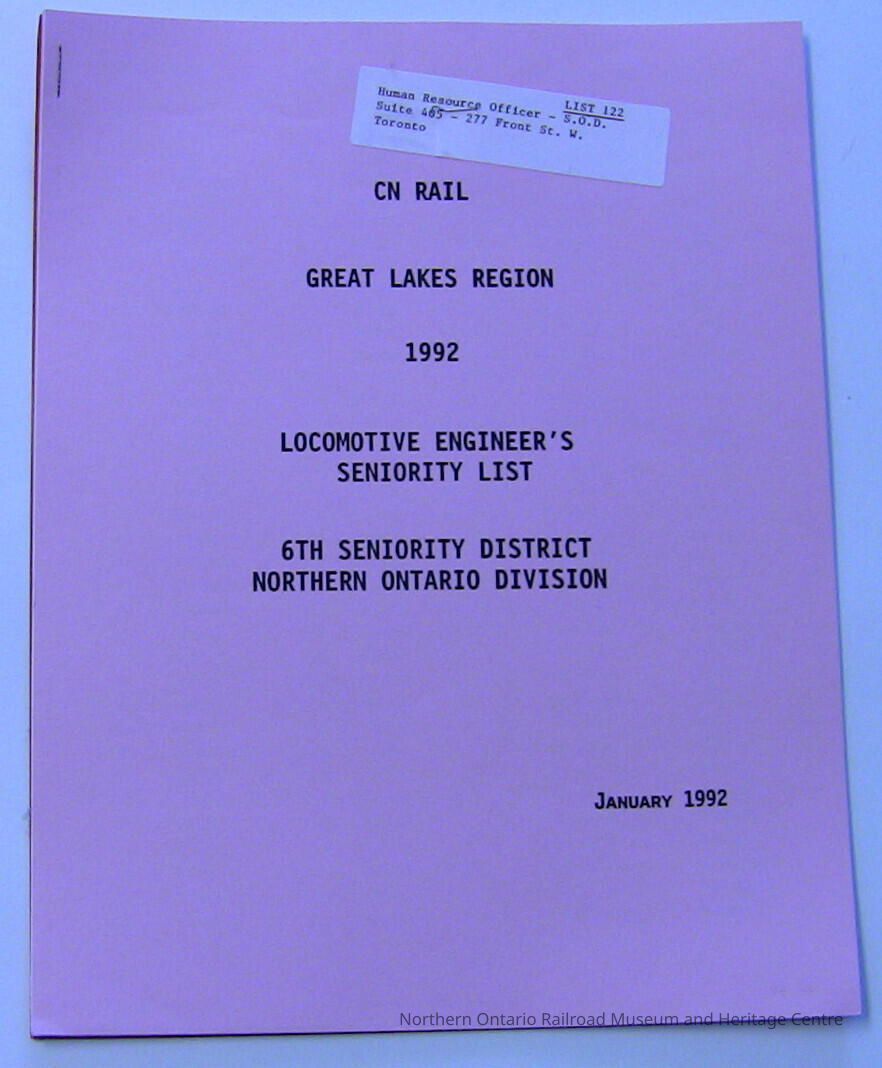 LIST 122
Human Resource Officer - S.O.D.
Suite 405 - 277 Front St. W.
Toronto
CN RAIL
GREAT LAKES REGION
1992
LOCOMOTIVE ENGINEER'S
SENIORITY LIST
6TH SENIORITY DISTRICT
NORTHERN ONTARIO DIVISION
JANUARY 1992
Northern Ontario Railroad Museum and Heritage Centre